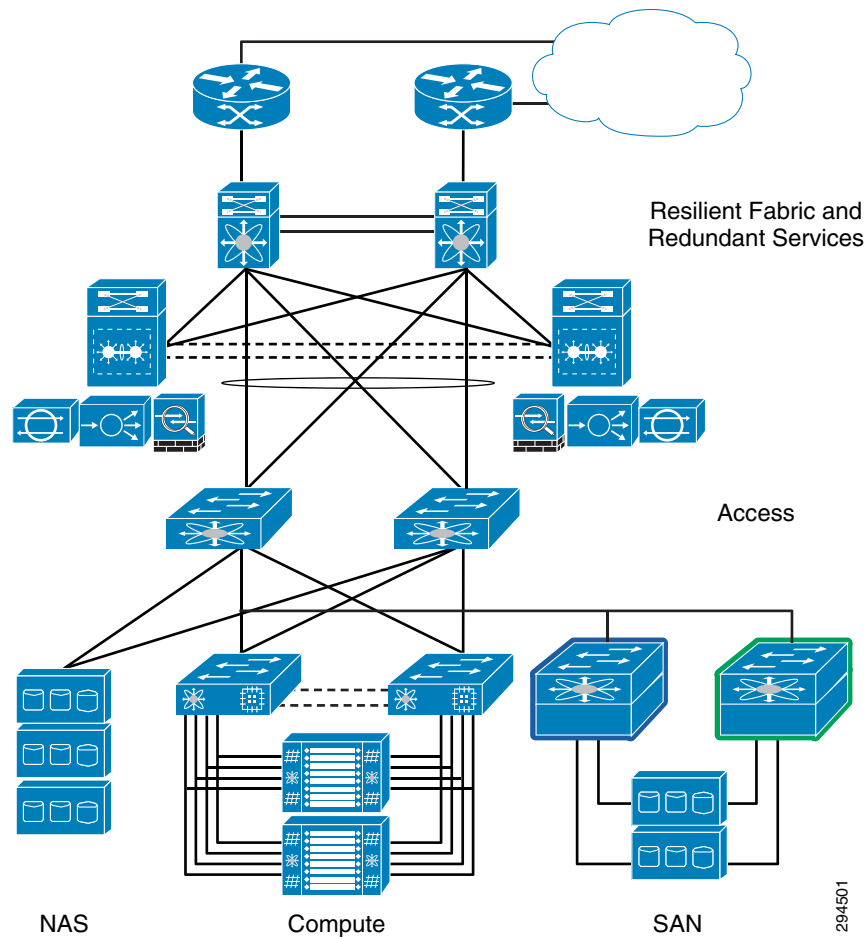 Resilient Fabric and
Redundant Services
Access
NAS
Compute
SAN
294501